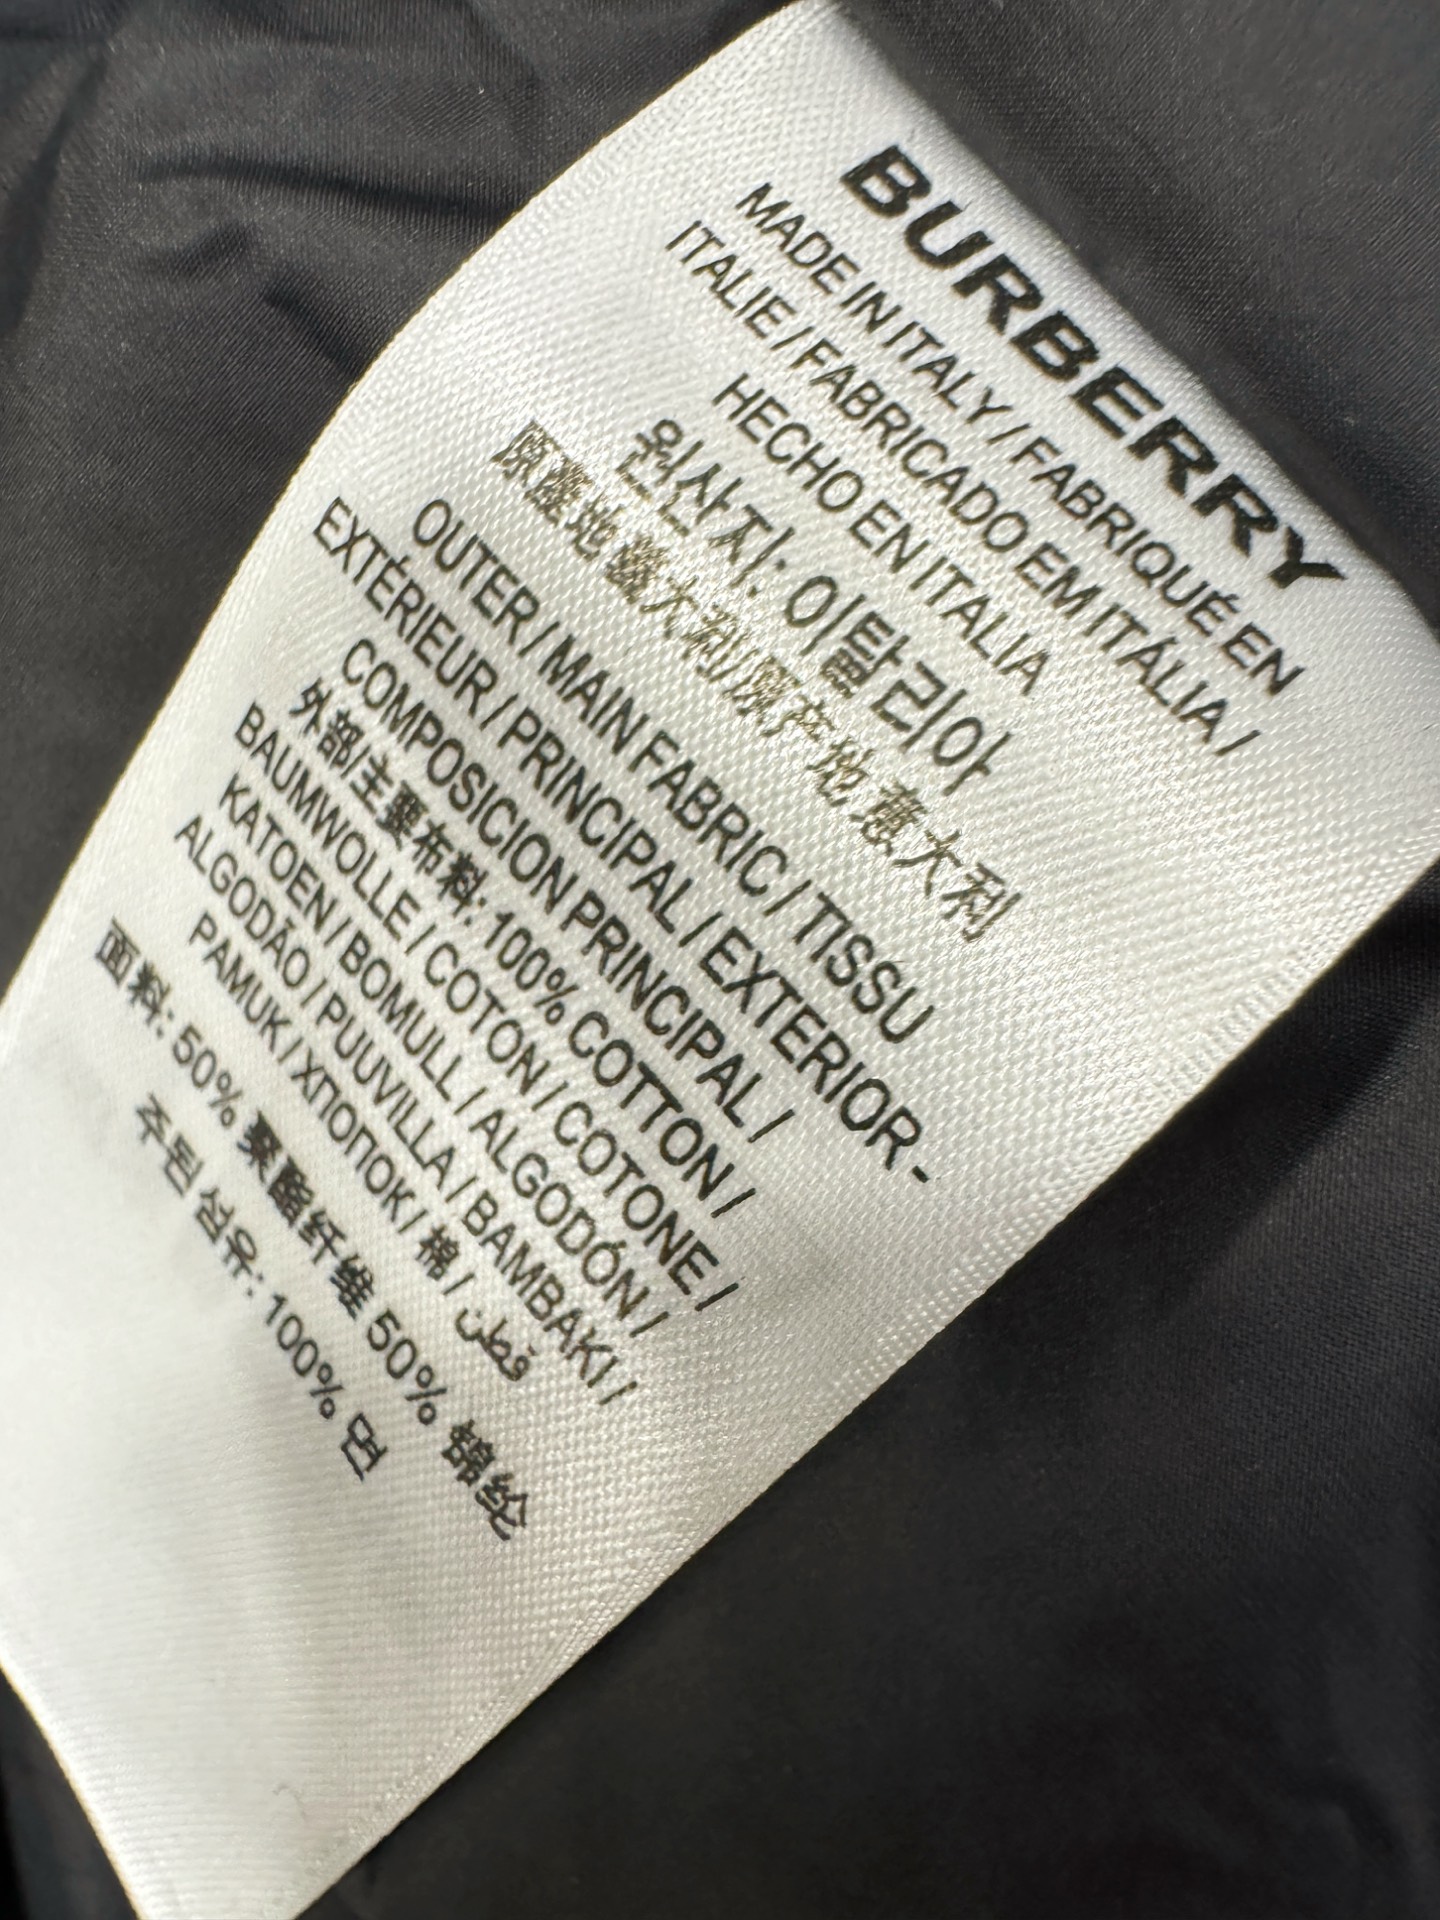 BURBERRY
MADE IN ITALY / FABRIQUÉ EN
ITALIE / FABRICADO EM ITÁLIA /
HECHO EN ITALIA
원산지: 이탈리아
原產地意大利/原产地意大利
OUTER / MAIN FABRIC / TISSU
EXTÉRIEUR / PRINCIPAL / EXTERIOR -
COMPOSICION PRINCIPAL /
外部/主要布料: 100% COTTON /
BAUMWOLLE / COTON / COTONE /
KATOEN / BOMULL / ALGODÓN /
ALGODÃO / PUUVILLA / BAMBAKI /
PAMUK / ХЛОПОК / 棉 / قطن
面料: 50% 聚酯纤维 50% 锦纶
주된 섬유: 100% 면